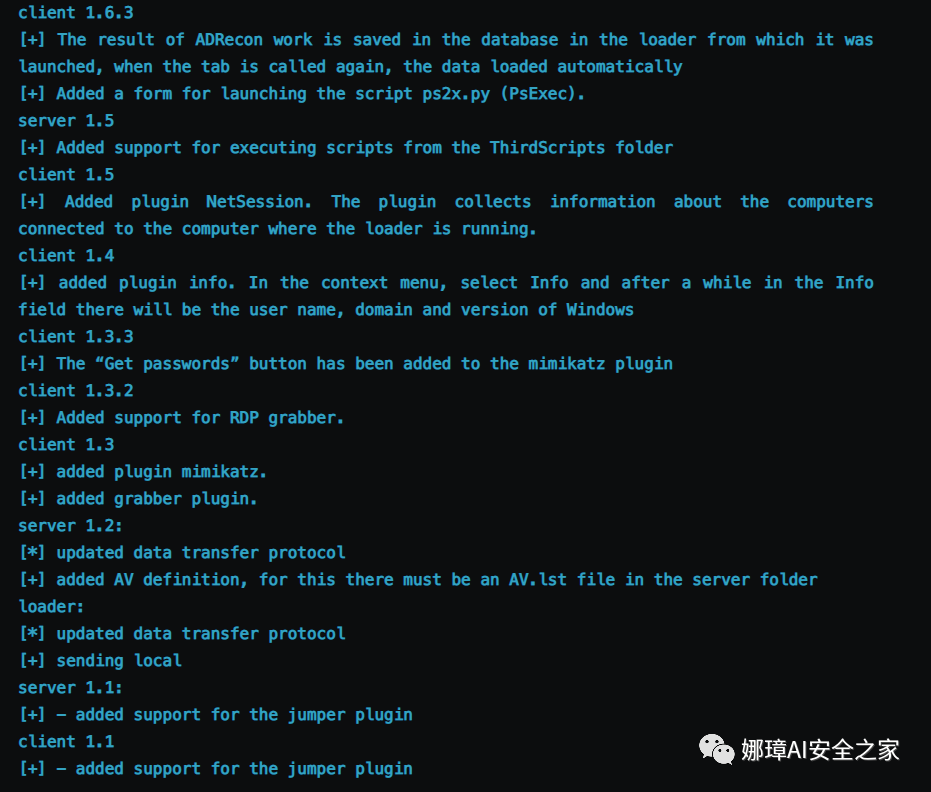 client 1.6.3
[+] The result of ADRecon work is saved in the database in the loader from which it was
launched, when the tab is called again, the data loaded automatically
[+] Added a form for launching the script ps2x.py (PsExec).
server 1.5
[+] Added support for executing scripts from the ThirdScripts folder
client 1.5
[+] Added plugin NetSession. The plugin collects information about the computers
connected to the computer where the loader is running.
client 1.4
[+] added plugin info. In the context menu, select Info and after a while in the Info
field there will be the user name, domain and version of Windows
client 1.3.3
[+] The “Get passwords” button has been added to the mimikatz plugin
client 1.3.2
[+] Added support for RDP grabber.
client 1.3
[+] added plugin mimikatz.
[+] added grabber plugin.
server 1.2:
[*] updated data transfer protocol
[+] added AV definition, for this there must be an AV.lst file in the server folder
loader:
[*] updated data transfer protocol
[+] sending local
server 1.1:
[+] – added support for the jumper plugin
client 1.1
[+] – added support for the jumper plugin
娜璋AI安全之家